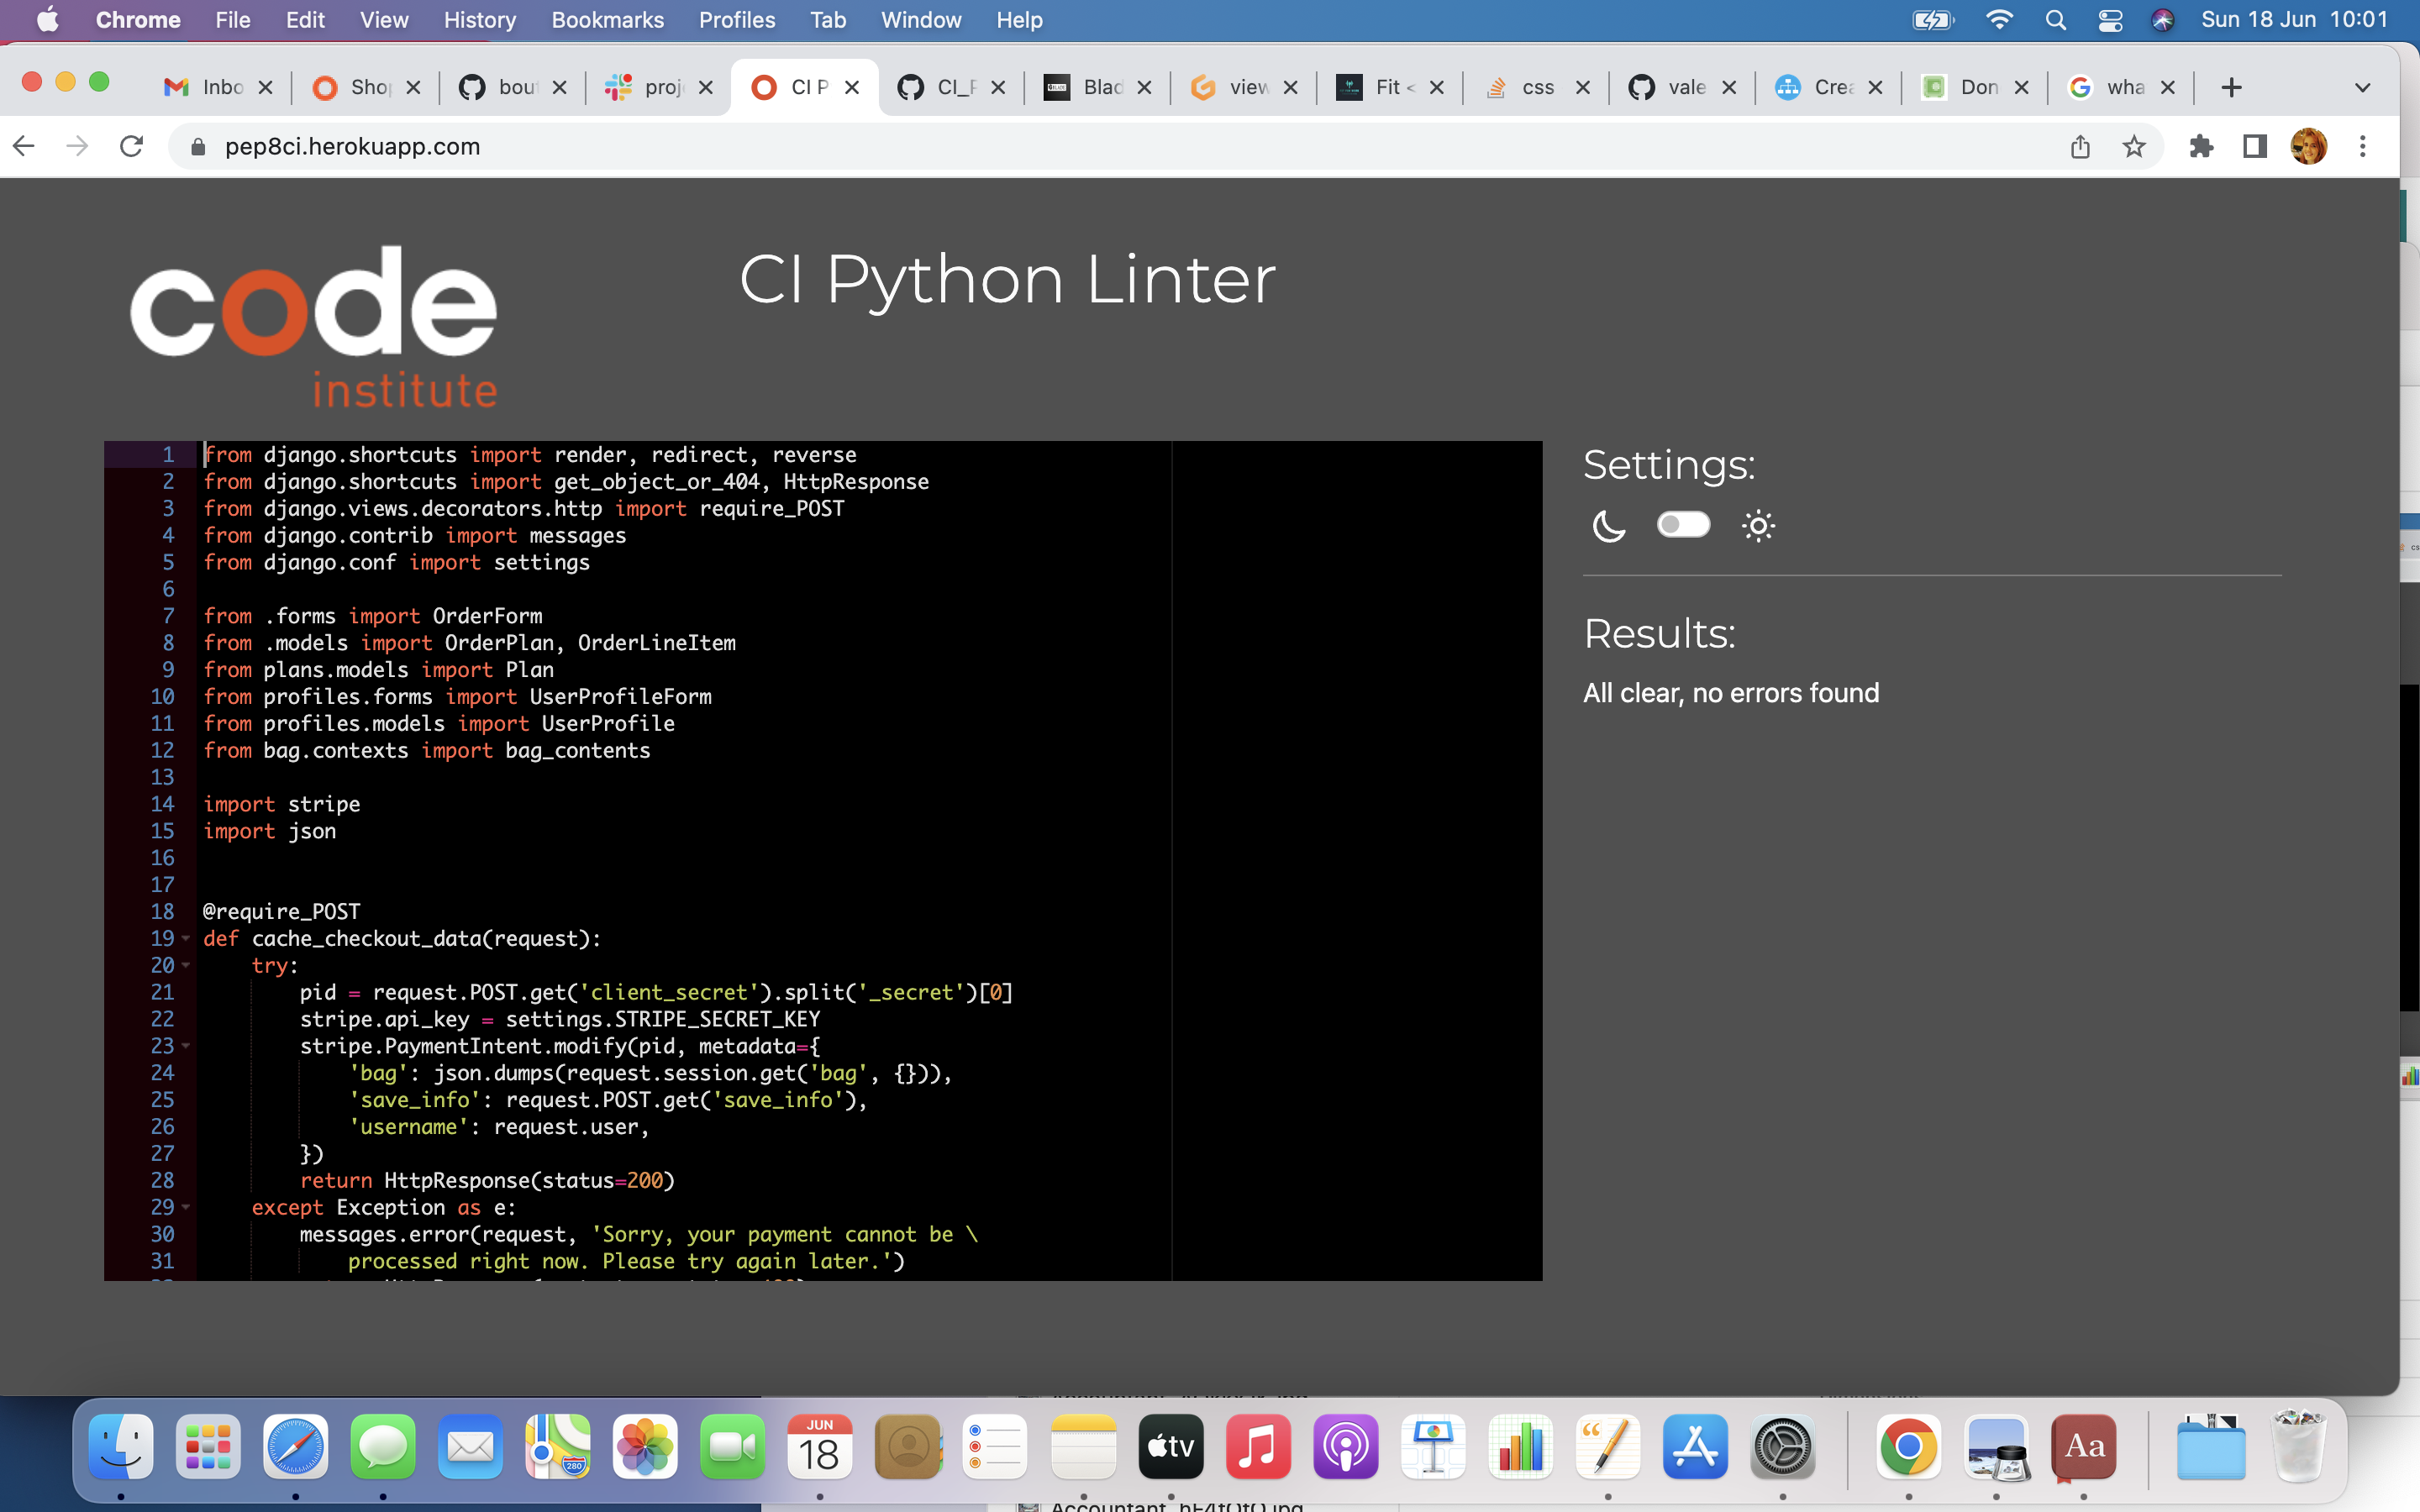 Chrome File Edit View History Bookmarks Profiles Tab Window Help Sun 18 Jun 10:01
Inbo Sho bou proj CI P CI_F Blad view Fit < css vale Crea Don wha
pep8ci.herokuapp.com
code
institute
CI Python Linter
1 from django.shortcuts import render, redirect, reverse
2 from django.shortcuts import get_object_or_404, HttpResponse
3 from django.views.decorators.http import require_POST
4 from django.contrib import messages
5 from django.conf import settings
6
7 from .forms import OrderForm
8 from .models import OrderPlan, OrderLineItem
9 from plans.models import Plan
10 from profiles.forms import UserProfileForm
11 from profiles.models import UserProfile
12 from bag.contexts import bag_contents
13
14 import stripe
15 import json
16
17
18 @require_POST
19 def cache_checkout_data(request):
20 try:
21 pid = request.POST.get('client_secret').split('_secret')[0]
22 stripe.api_key = settings.STRIPE_SECRET_KEY
23 stripe.PaymentIntent.modify(pid, metadata={
24 'bag': json.dumps(request.session.get('bag', {})),
25 'save_info': request.POST.get('save_info'),
26 'username': request.user,
27 })
28 return HttpResponse(status=200)
29 except Exception as e:
30 messages.error(request, 'Sorry, your payment cannot be \
31 processed right now. Please try again later.')
Settings:
Results:
All clear, no errors found
JUN
18
280
tv
Aa